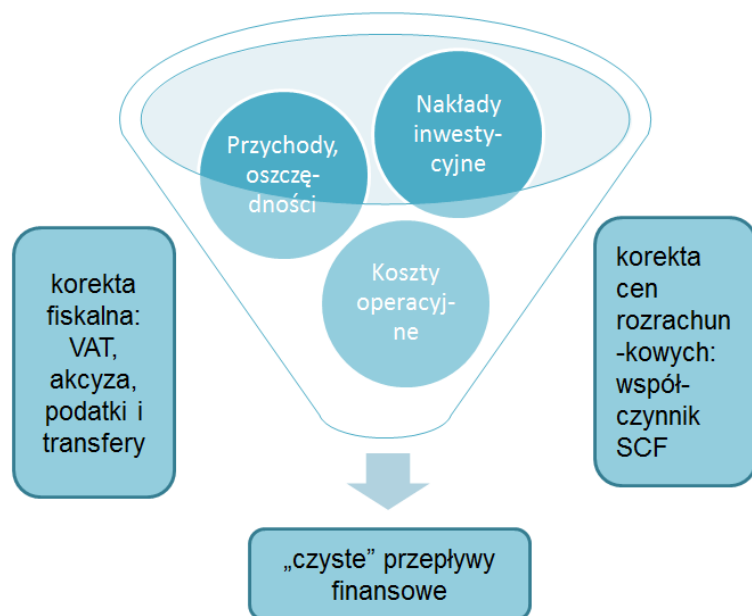 Nakłady
inwesty-
cyjne
Przychody,
oszczę-
dności
Koszty
operacyj-
ne
korekta
fiskalna:
VAT,
akcyza,
podatki i
transfery
korekta
cen
rozrachun
-kowych:
współ-
czynnik
SCF
„czyste” przepływy
finansowe